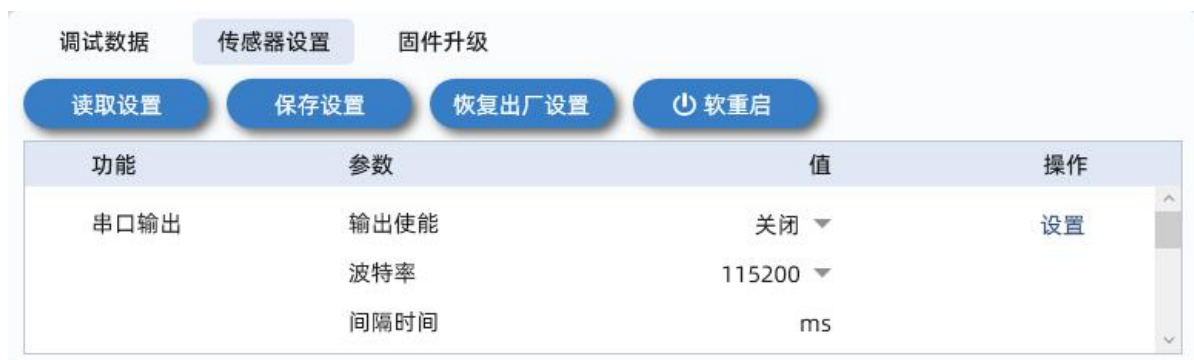 调试数据 传感器设置 固件升级
读取设置 保存设置 恢复出厂设置 软重启
功能 参数 值 操作
串口输出 输出使能 关闭 设置
波特率 115200
间隔时间 ms